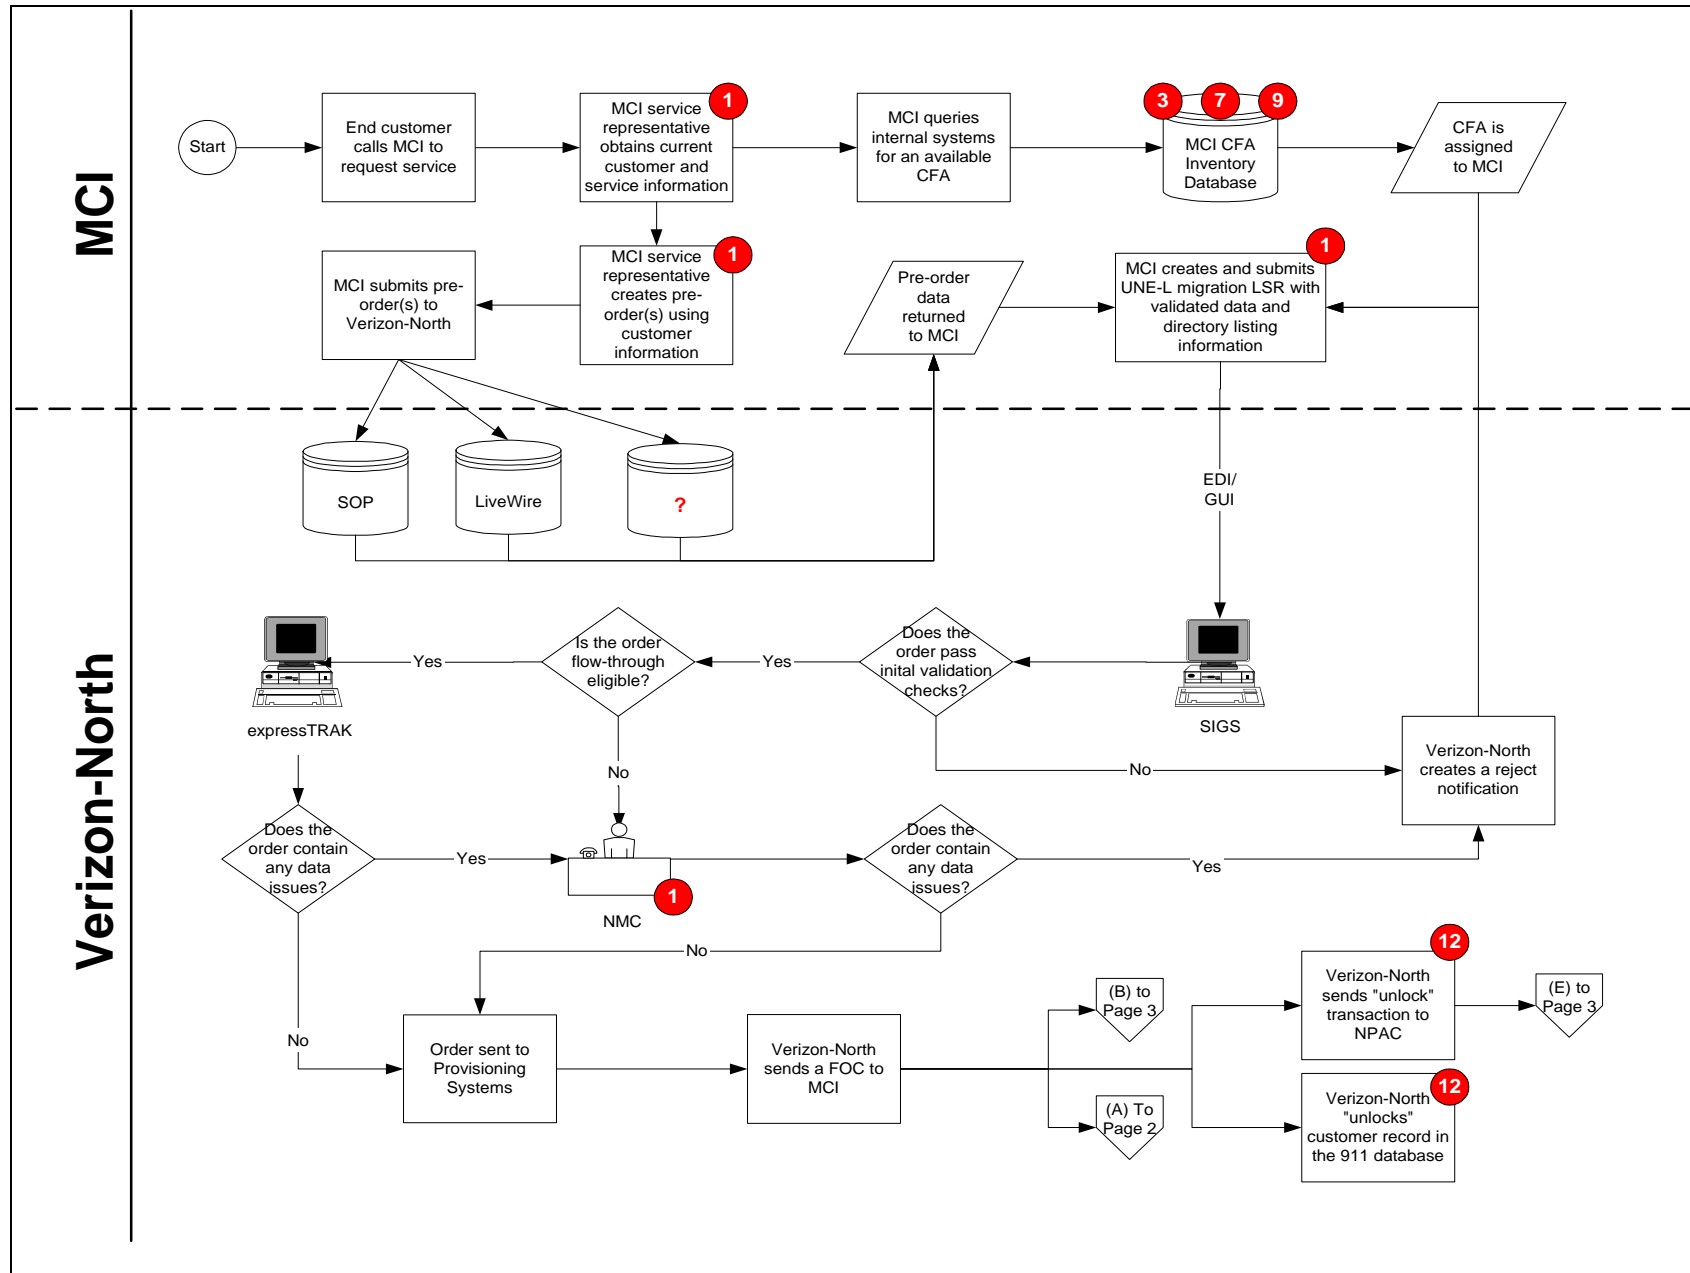 MCI
Start
End customer
calls MCI to
request service
1
MCI service
representative
obtains current
customer and
service information
MCI queries
internal systems
for an available
CFA
3
7
9
MCI CFA
Inventory
Database
CFA is
assigned
to MCI
MCI submits pre-
order(s) to
Verizon-North
1
MCI service
representative
creates pre-
order(s) using
customer
information
Pre-order
data
returned
to MCI
1
MCI creates and submits
UNE-L migration LSR with
validated data and
directory listing
information
Verizon-North
SOP
LiveWire
?
EDI/
GUI
expressTRAK
Yes
Is the order
flow-through
eligible?
Yes
Does the
order pass
inital validation
checks?
SIGS
No
No
Verizon-North
creates a reject
notification
Does the
order contain
any data
issues?
Yes
1
NMC
Does the
order contain
any data
issues?
Yes
No
No
Order sent to
Provisioning
Systems
Verizon-North
sends a FOC to
MCI
(B) to
Page 3
(A) To
Page 2
12
Verizon-North
sends "unlock"
transaction to
NPAC
(E) to
Page 3
12
Verizon-North
"unlocks"
customer record in
the 911 database